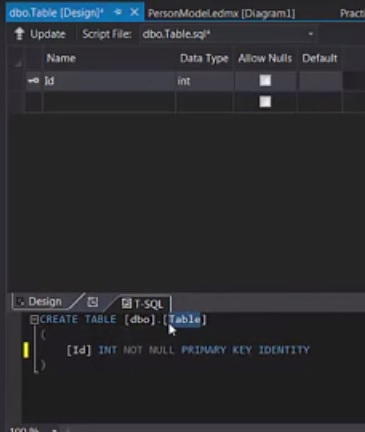 dbo.Table [Design]* PersonModel.edmx [Diagram1] Practi
Update Script File: dbo.Table.sql*
Name Data Type Allow Nulls Default
Id int
Design T-SQL
CREATE TABLE [dbo].[Table]
(
[Id] INT NOT NULL PRIMARY KEY IDENTITY
)
100 %